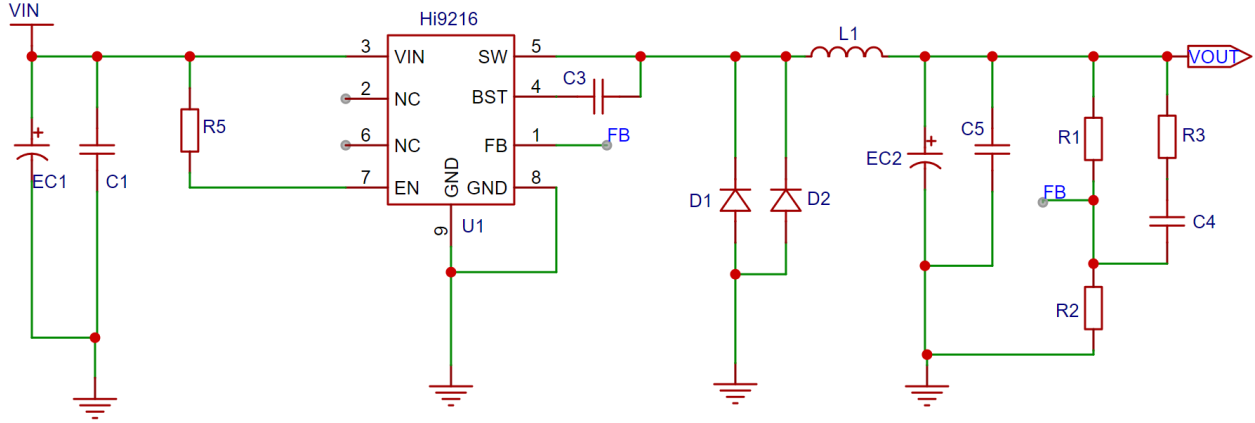 VIN
Hi9216
L1
3 VIN SW 5
VOUT
2 NC BST 4 C3
6 NC FB 1 FB
7 EN GND GND 8
9 U1
EC1
C1
R5
D1
D2
EC2
C5
R1
R3
FB
C4
R2